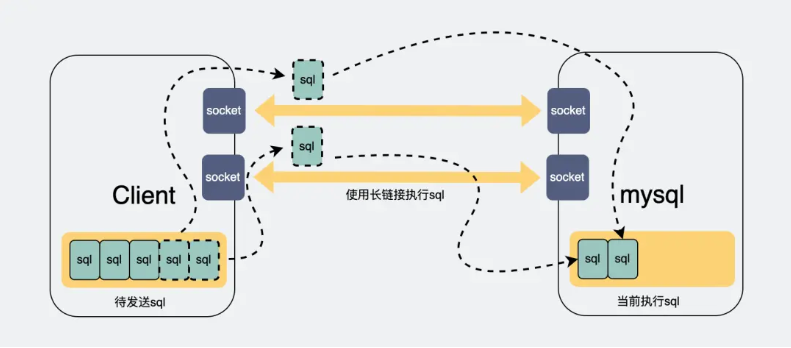 sql
socket
socket
sql
socket
socket
使用长链接执行sql
Client
mysql
sql sql sql sql sql
sql sql
待发送sql
当前执行sql